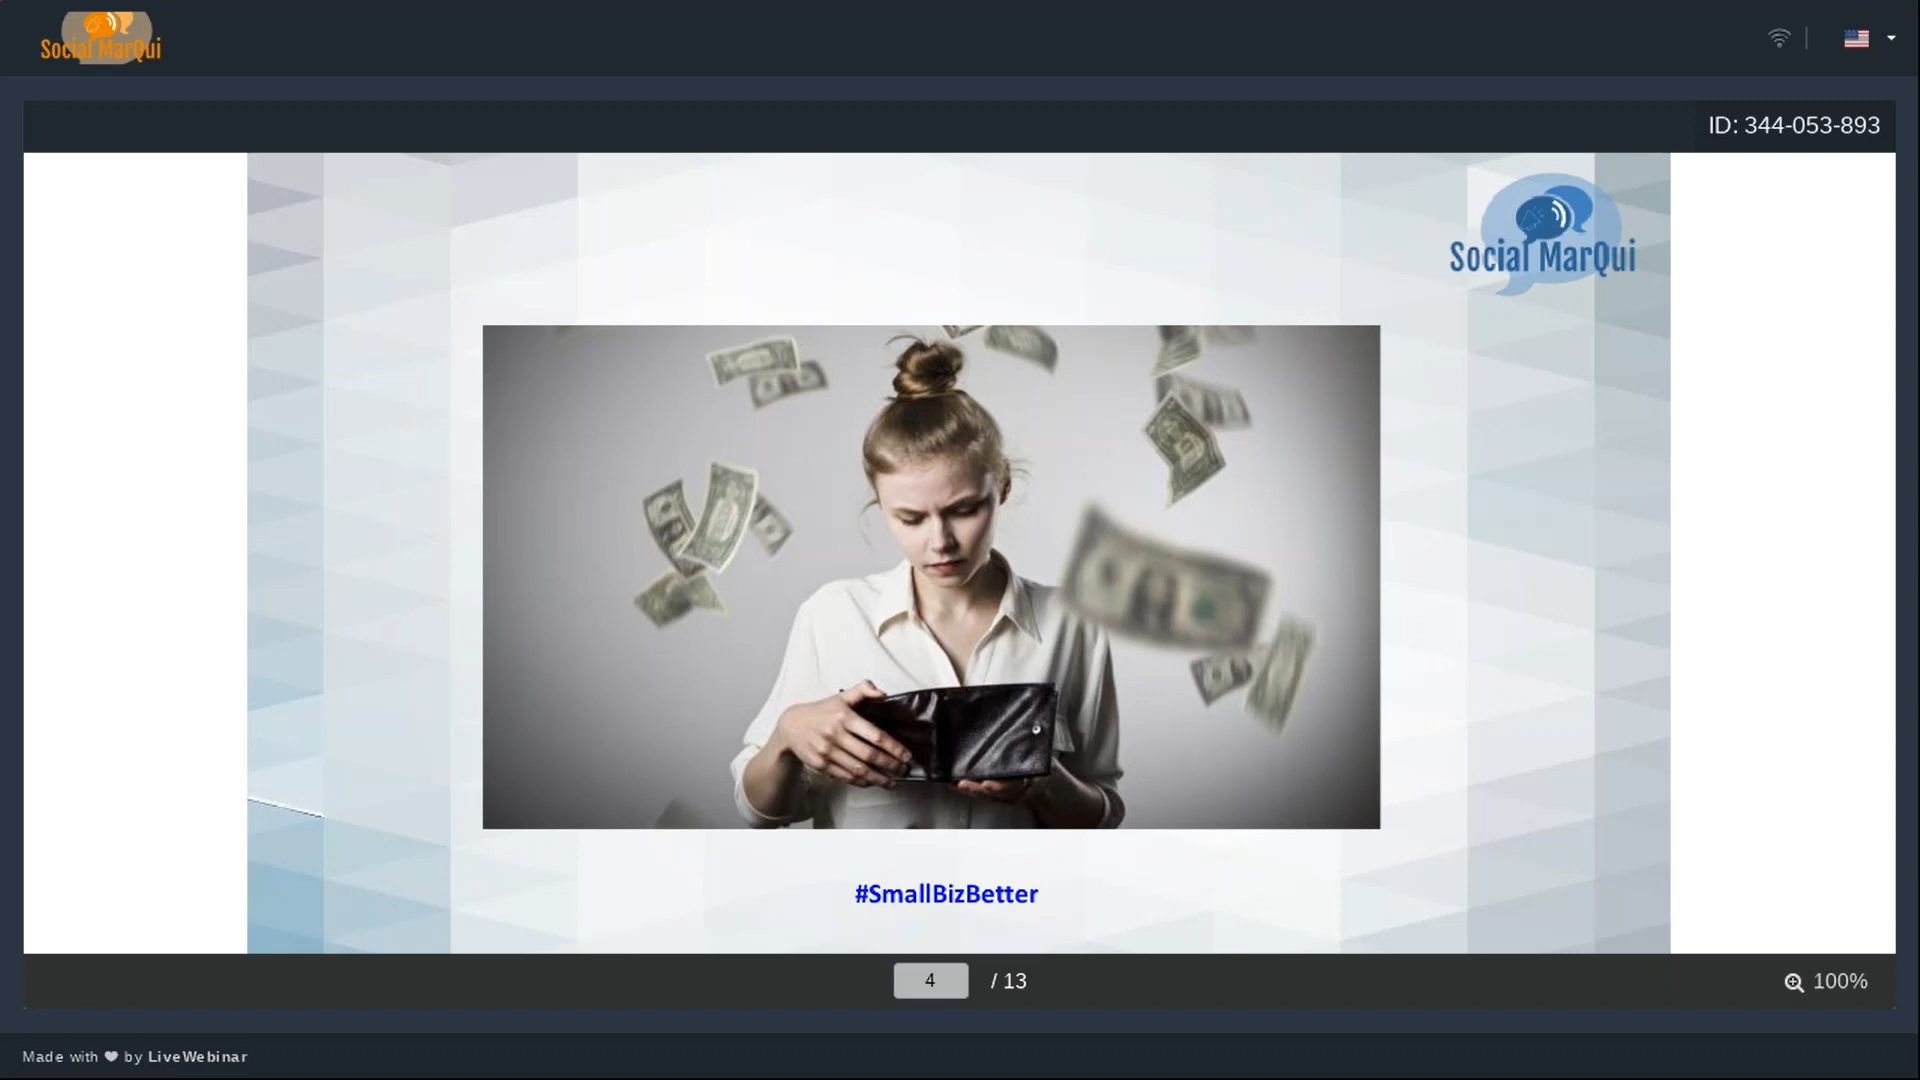 Social MarQui
ID: 344-053-893
Social MarQui
#SmallBizBetter
4 / 13
100%
Made with ❤ by LiveWebinar